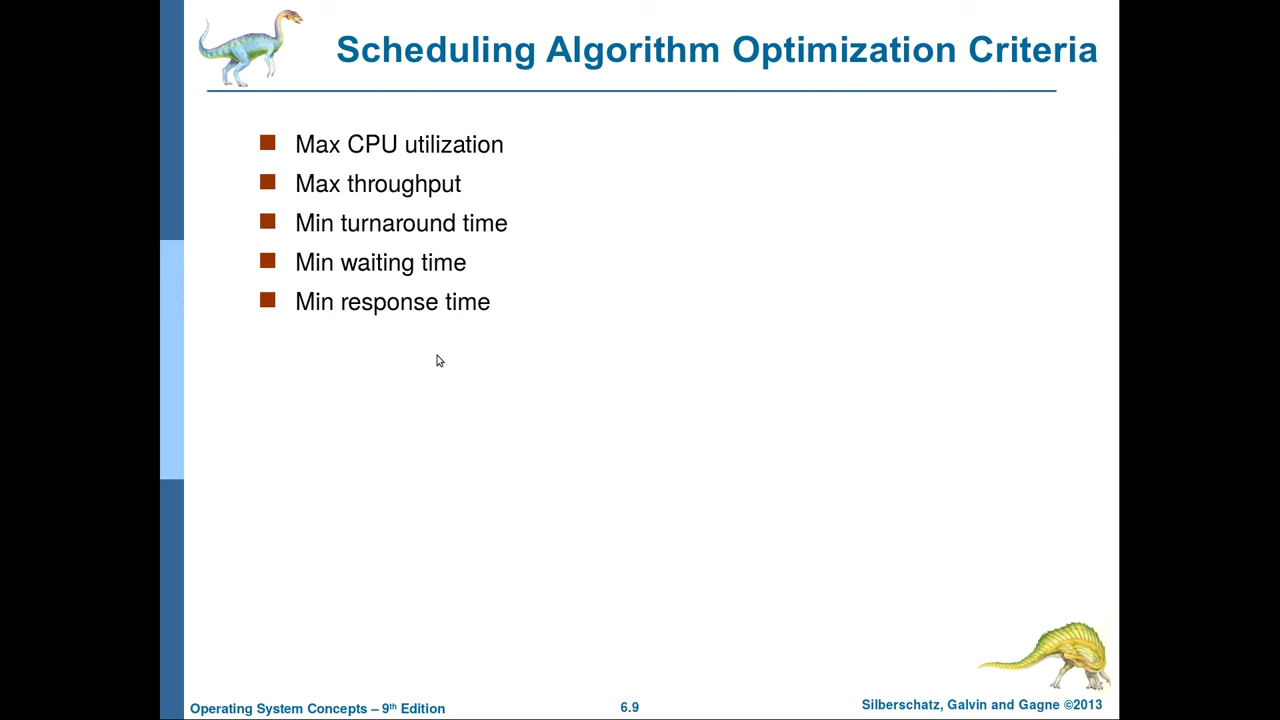 Scheduling Algorithm Optimization Criteria
Max CPU utilization
Max throughput
Min turnaround time
Min waiting time
Min response time
Operating System Concepts – 9th Edition
6.9
Silberschatz, Galvin and Gagne ©2013